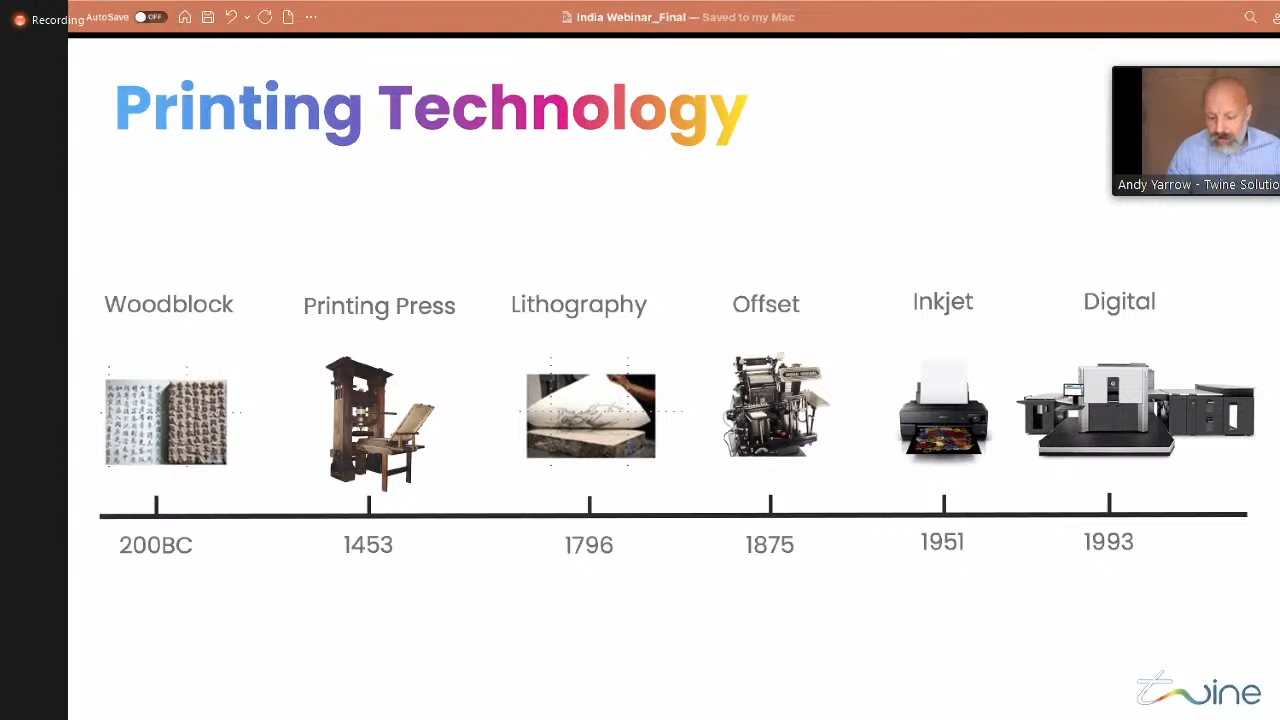 Recording
AutoSave OFF
India Webinar_Final — Saved to my Mac
Printing Technology
Andy Yarrow - Twine Solutio
Woodblock
Printing Press
Lithography
Offset
Inkjet
Digital
200BC
1453
1796
1875
1951
1993
twine